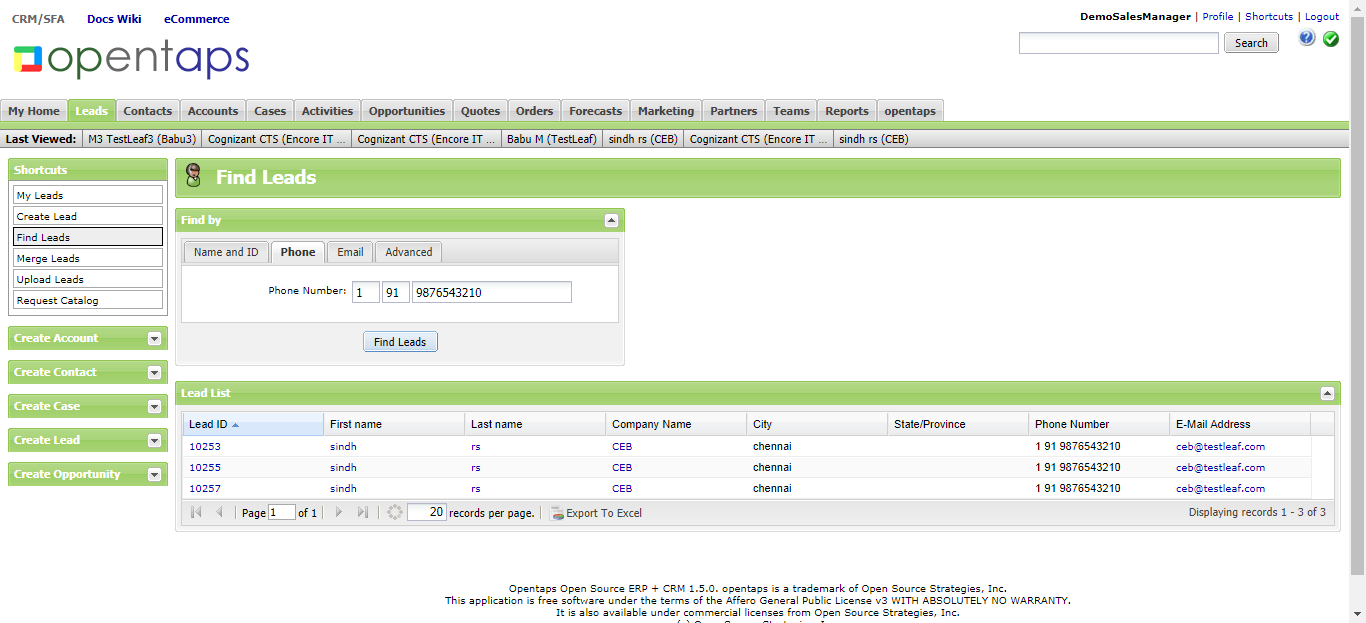 CRM/SFA Docs Wiki eCommerce
DemoSalesManager | Profile | Shortcuts | Logout
opentaps
Search
My Home Leads Contacts Accounts Cases Activities Opportunities Quotes Orders Forecasts Marketing Partners Teams Reports opentaps
Last Viewed: M3 TestLeaf3 (Babu3) Cognizant CTS (Encore IT ... Cognizant CTS (Encore IT ... Babu M (TestLeaf) sindh rs (CEB) Cognizant CTS (Encore IT ... sindh rs (CEB)
Shortcuts
My Leads
Create Lead
Find Leads
Merge Leads
Upload Leads
Request Catalog
Create Account
Create Contact
Create Case
Create Lead
Create Opportunity
Find Leads
Find by
Name and ID Phone Email Advanced
Phone Number: 1 91 9876543210
Find Leads
Lead List
Lead ID First name Last name Company Name City State/Province Phone Number E-Mail Address
10253 sindh rs CEB chennai 1 91 9876543210 ceb@testleaf.com
10255 sindh rs CEB chennai 1 91 9876543210 ceb@testleaf.com
10257 sindh rs CEB chennai 1 91 9876543210 ceb@testleaf.com
Page 1 of 1 20 records per page. Export To Excel Displaying records 1 - 3 of 3
Opentaps Open Source ERP + CRM 1.5.0. opentaps is a trademark of Open Source Strategies, Inc.
This application is free software under the terms of the Affero General Public License v3 WITH ABSOLUTELY NO WARRANTY.
It is also available under commercial licenses from Open Source Strategies, Inc.